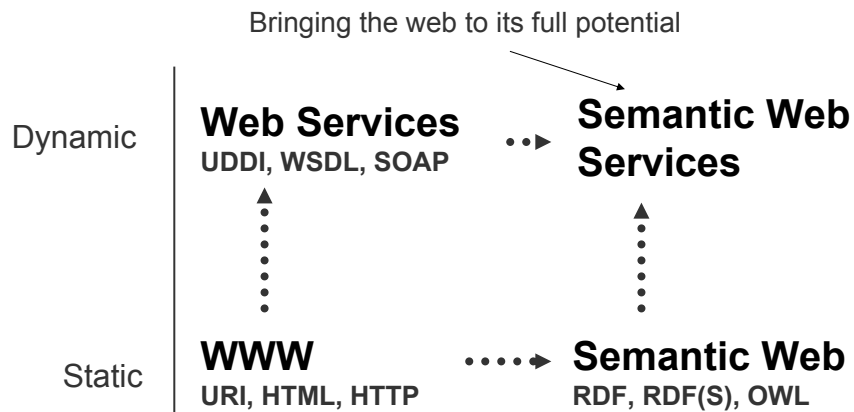 Bringing the web to its full potential
Dynamic
Web Services
UDDI, WSDL, SOAP
Semantic Web
Services
Static
WWW
URI, HTML, HTTP
Semantic Web
RDF, RDF(S), OWL